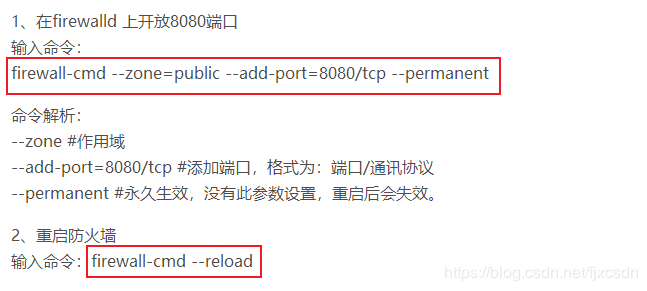 1、在firewalld 上开放8080端口
输入命令：
firewall-cmd --zone=public --add-port=8080/tcp --permanent
命令解析：
--zone #作用域
--add-port=8080/tcp #添加端口，格式为：端口/通讯协议
--permanent #永久生效，没有此参数设置，重启后会失效。
2、重启防火墙
输入命令：firewall-cmd --reload
https://blog.csdn.net/fjxcsdn